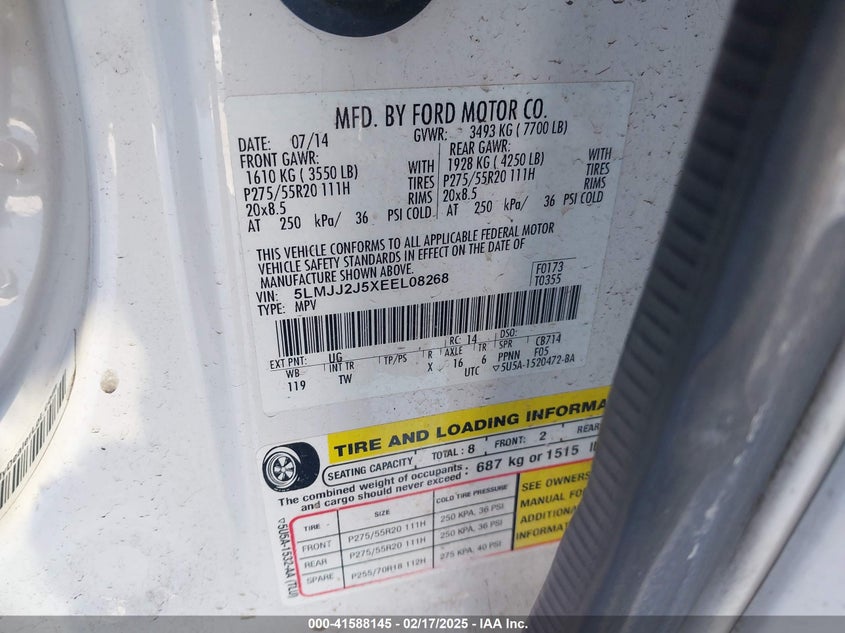 MFD. BY FORD MOTOR CO.
DATE: 07/14 GVWR: 3493 KG ( 7700 LB)
FRONT GAWR: REAR GAWR:
1610 KG ( 3550 LB) WITH 1928 KG ( 4250 LB) WITH
P275/55R20 111H TIRES P275/55R20 111H TIRES
20x8.5 RIMS 20x8.5 RIMS
AT 250 kPa/ 36 PSI COLD AT 250 kPa/ 36 PSI COLD
THIS VEHICLE CONFORMS TO ALL APPLICABLE FEDERAL MOTOR
VEHICLE SAFETY STANDARDS IN EFFECT ON THE DATE OF
MANUFACTURE SHOWN ABOVE.
VIN: 5LMJJ2J5XEEL08268 F0173
TYPE: MPV T0355
EXT PNT: UG RC: 14 DSO: CB714
WB INT TR TP/PS R AXLE TR SPR PPNN F05
119 TW X 16 6 UTC ▽5U5A-1520472-BA
TIRE AND LOADING INFORMA
SEATING CAPACITY TOTAL: 8 FRONT: 2 REAR
The combined weight of occupants and cargo should never exceed : 687 kg or 1515
TIRE SIZE COLD TIRE PRESSURE
FRONT P275/55R20 111H 250 KPA, 36 PSI
REAR P275/55R20 111H 250 KPA, 36 PSI
SPARE P255/70R18 112H 275 KPA, 40 PSI
SEE OWNERS
MANUAL FO
ADDITIONA
INFORMATI
▽5U5A-1532-AA (7LU)
000-41588145 - 02/17/2025 - IAA Inc.